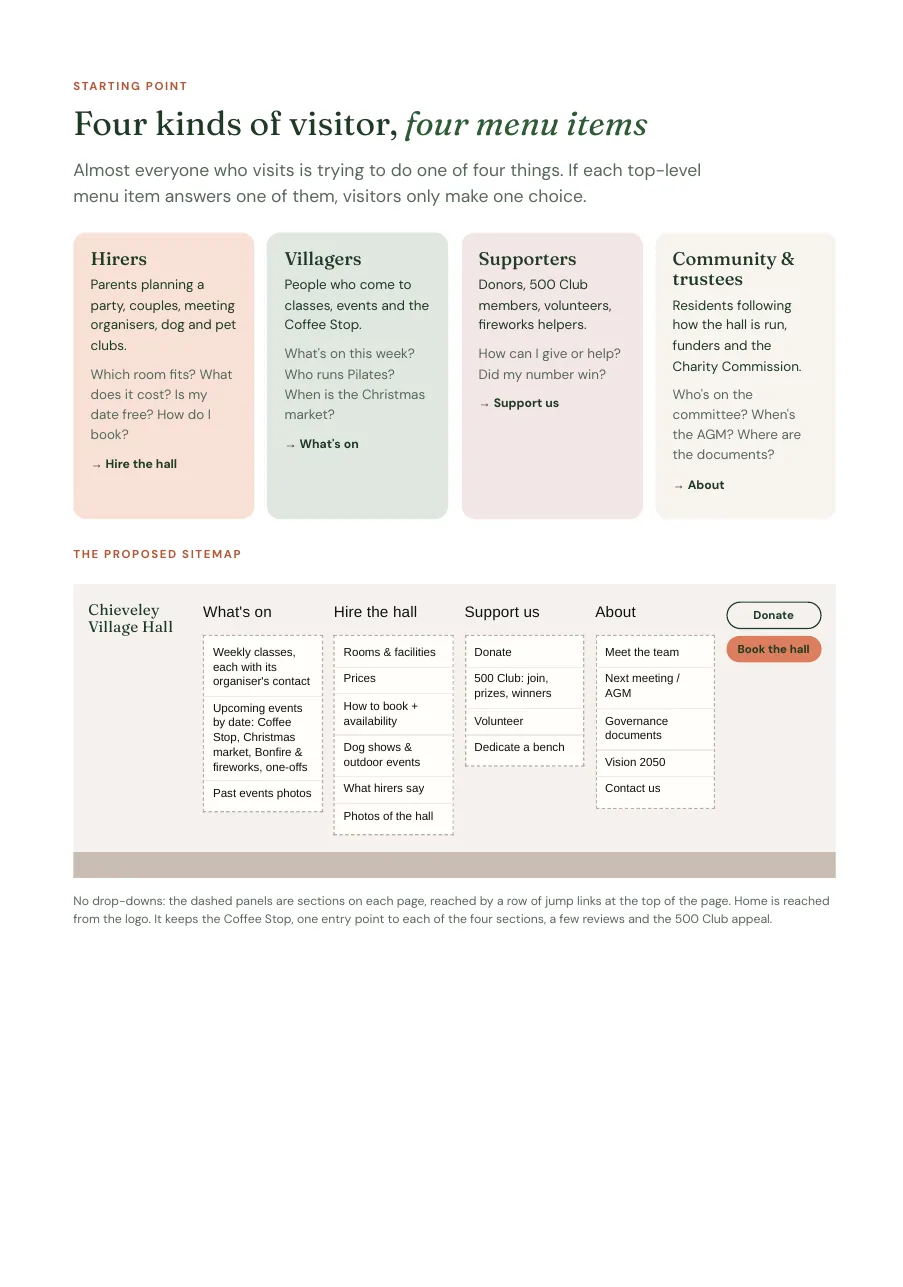 STARTING POINT
Four kinds of visitor, four menu items
Almost everyone who visits is trying to do one of four things. If each top-level
menu item answers one of them, visitors only make one choice.
Hirers
Parents planning a
party, couples, meeting
organisers, dog and pet
clubs.
Which room fits? What
does it cost? Is my
date free? How do I
book?
→ Hire the hall
Villagers
People who come to
classes, events and the
Coffee Stop.
What's on this week?
Who runs Pilates?
When is the Christmas
market?
→ What's on
Supporters
Donors, 500 Club
members, volunteers,
fireworks helpers.
How can I give or help?
Did my number win?
→ Support us
Community &
trustees
Residents following
how the hall is run,
funders and the
Charity Commission.
Who's on the
committee? When's
the AGM? Where are
the documents?
→ About
THE PROPOSED SITEMAP
Chieveley
Village Hall
What's on
Weekly classes,
each with its
organiser's contact
Upcoming events
by date: Coffee
Stop, Christmas
market, Bonfire &
fireworks, one-offs
Past events photos
Hire the hall
Rooms & facilities
Prices
How to book +
availability
Dog shows &
outdoor events
What hirers say
Photos of the hall
Support us
Donate
500 Club: join,
prizes, winners
Volunteer
Dedicate a bench
About
Meet the team
Next meeting /
AGM
Governance
documents
Vision 2050
Contact us
Donate
Book the hall
No drop-downs: the dashed panels are sections on each page, reached by a row of jump links at the top of the page. Home is reached
from the logo. It keeps the Coffee Stop, one entry point to each of the four sections, a few reviews and the 500 Club appeal.